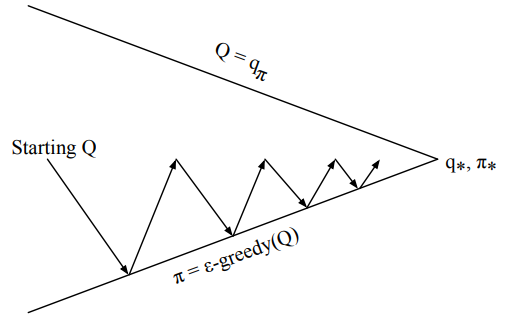 Q = qπ
Starting Q
q*, π*
π = ε-greedy(Q)